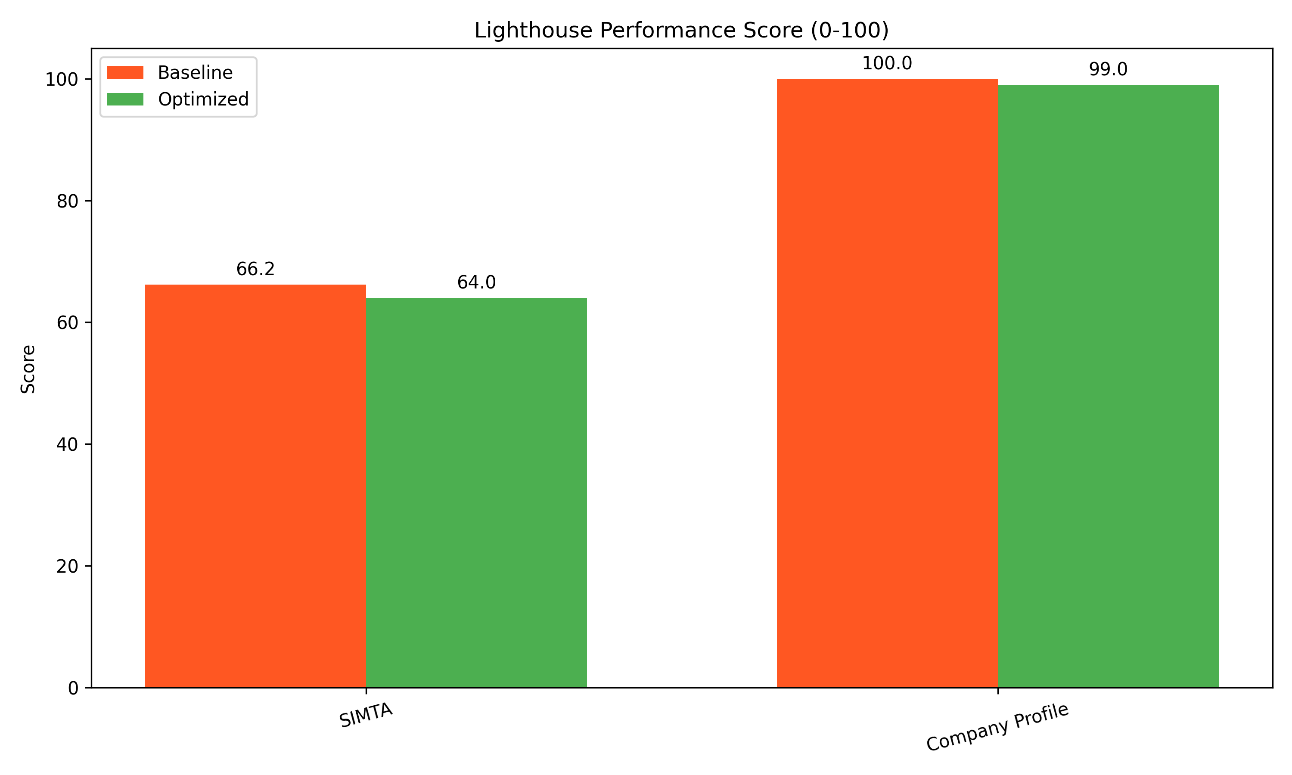 Lighthouse Performance Score (0-100)
Baseline
Optimized
100
80
60
40
20
0
Score
66.2
64.0
100.0
99.0
SIMTA
Company Profile